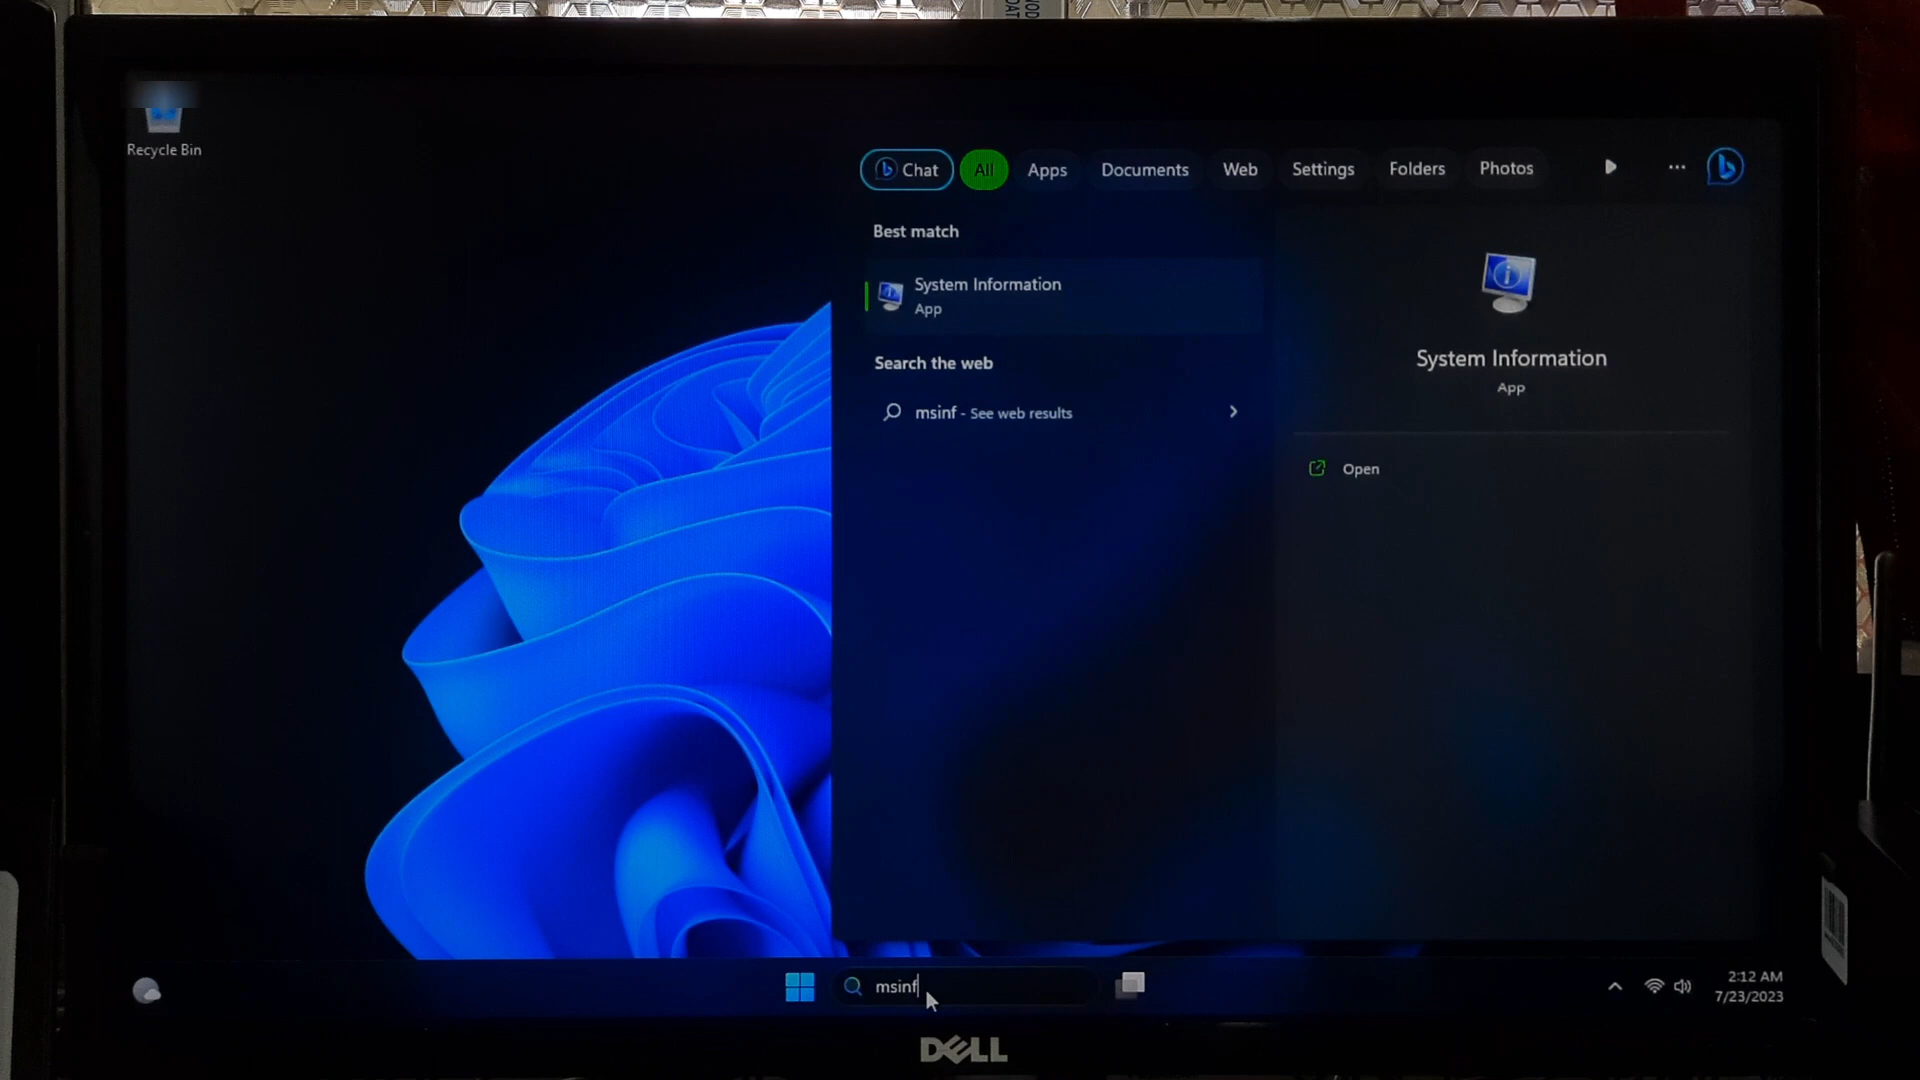 Recycle Bin
Chat
All
Apps
Documents
Web
Settings
Folders
Photos
Best match
System Information
App
Search the web
msinf - See web results
System Information
App
Open
msinf
2:12 AM
7/23/2023
DELL